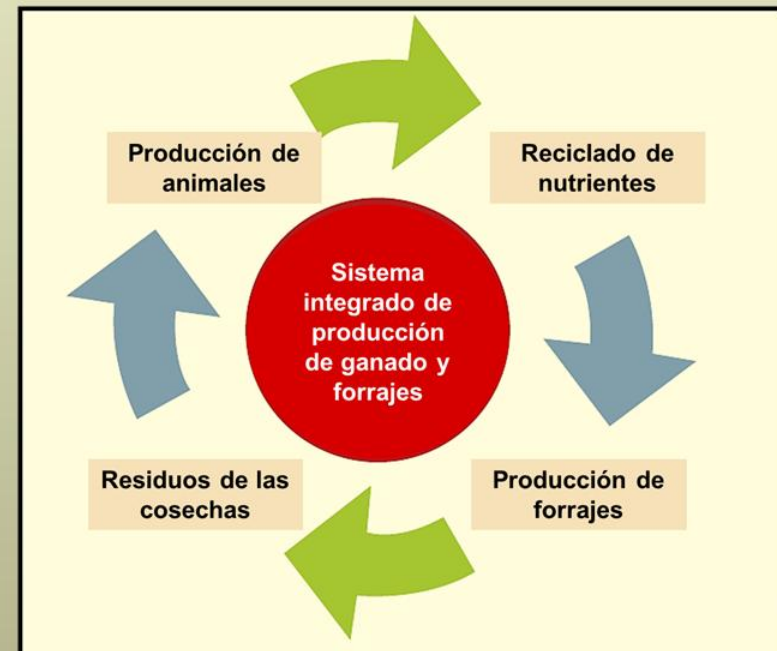 Producción de
animales
Reciclado de
nutrientes
Sistema
integrado de
producción
de ganado y
forrajes
Residuos de las
cosechas
Producción de
forrajes